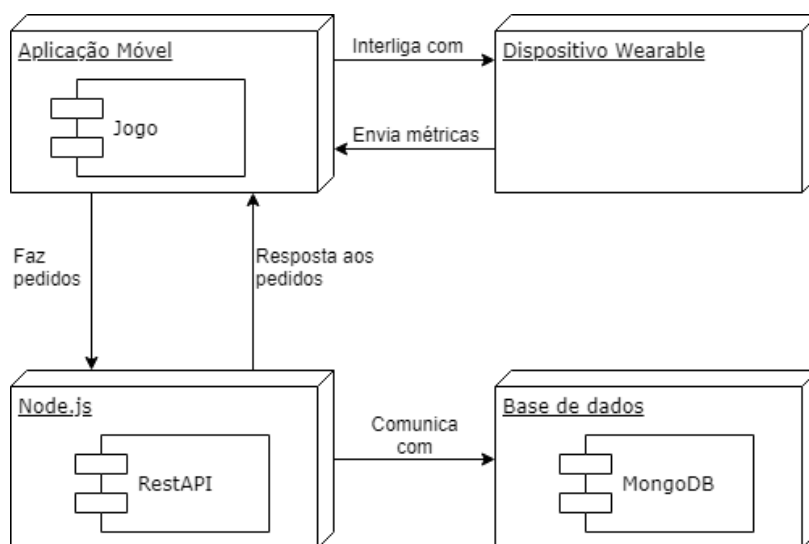 Aplicação Móvel
Interliga com
Dispositivo Wearable
Jogo
Envia métricas
Faz
pedidos
Resposta aos
pedidos
Node.js
Comunica
com
Base de dados
RestAPI
MongoDB